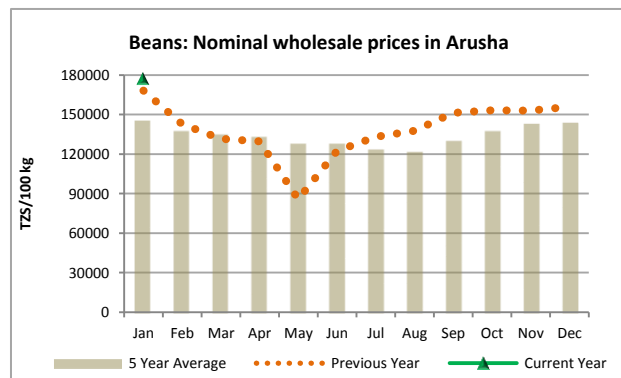 Beans: Nominal wholesale prices in Arusha
TZS/100 kg
180000
150000
120000
90000
60000
30000
0
Jan Feb Mar Apr May Jun Jul Aug Sep Oct Nov Dec
5 Year Average Previous Year Current Year